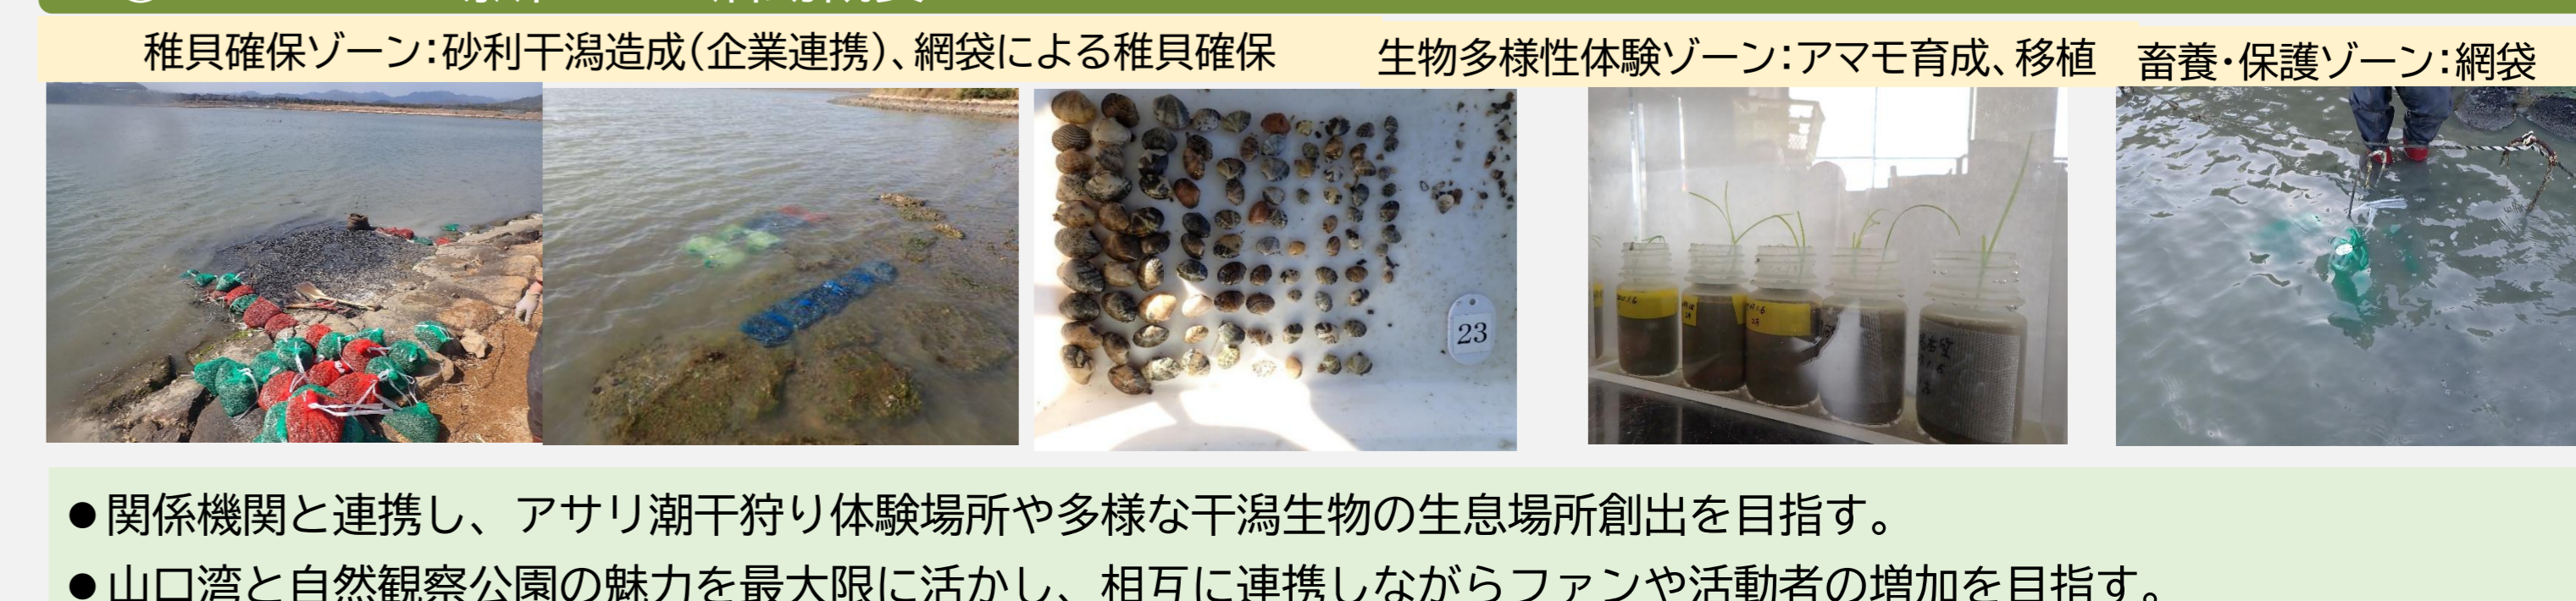 稚貝確保ゾーン：砂利干潟造成（企業連携）、網袋による稚貝確保
生物多様性体験ゾーン：アマモ育成、移植
畜養・保護ゾーン：網袋
23
●関係機関と連携し、アサリ潮干狩り体験場所や多様な干潟生物の生息場所創出を目指す。
●山口湾と自然観察公園の魅力を最大限に活かし、相互に連携しながらファンや活動者の増加を目指す。